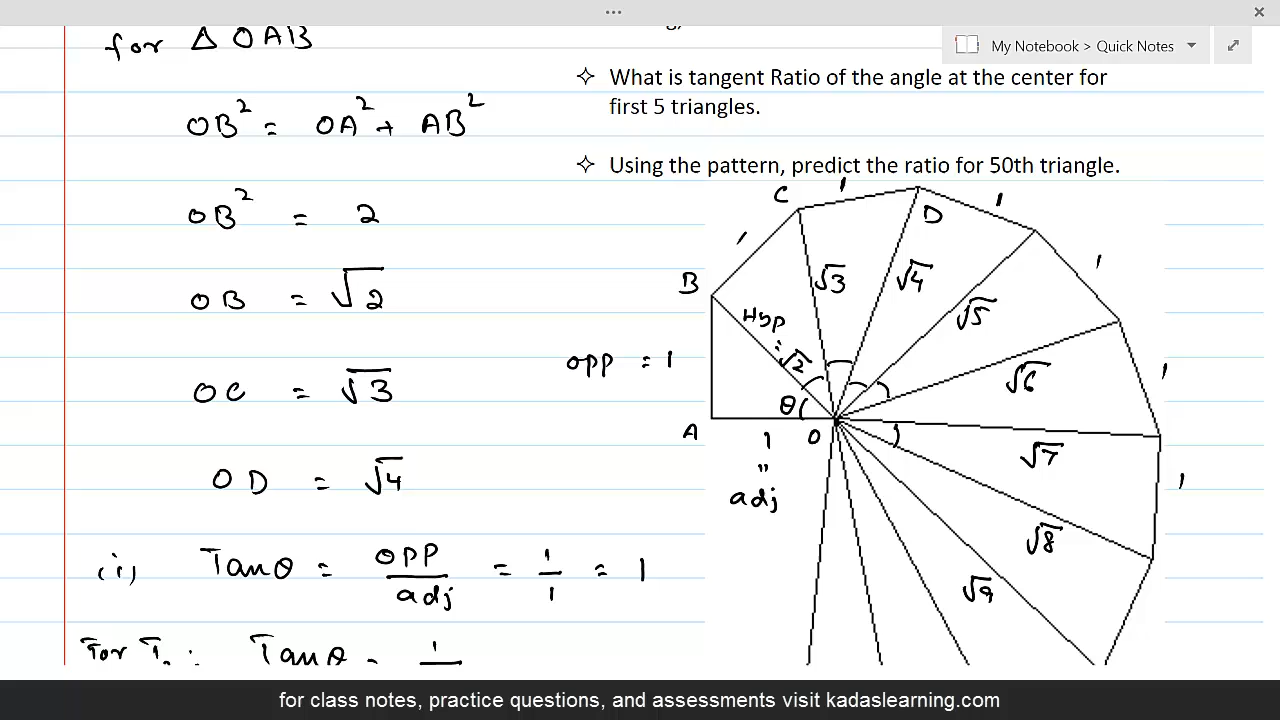 ...
×
My Notebook > Quick Notes
for Δ OAB
OB² = OA² + AB²
OB² = 2
OB = √2
OC = √3
OD = √4
(i) Tanθ = opp/adj = 1/1 = 1
Tanθ = 1
✧ What is tangent Ratio of the angle at the center for
first 5 triangles.
✧ Using the pattern, predict the ratio for 50th triangle.
C 1 D 1
1 √3 √4 1
B Hyp = √2 √5
opp = 1 √6 1
θ
A 1 O √7 1
" adj
√8
√9
for class notes, practice questions, and assessments visit kadaslearning.com